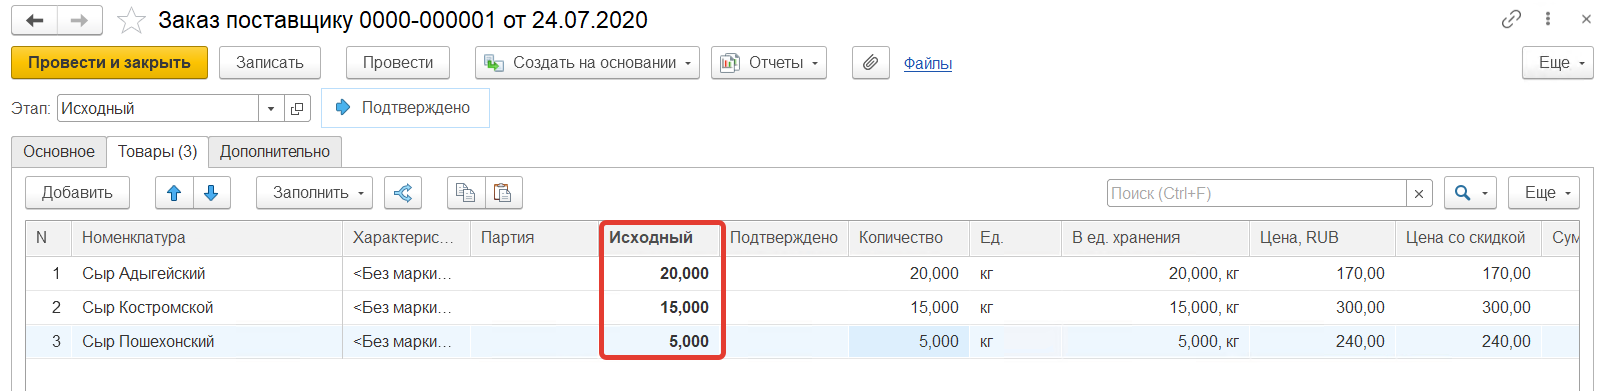 Заказ поставщику 0000-000001 от 24.07.2020
Провести и закрыть Записать Провести Создать на основании Отчеты Файлы Еще
Этап: Исходный Подтверждено
Основное Товары (3) Дополнительно
Добавить Заполнить Поиск (Ctrl+F) × Еще
N Номенклатура Характерис... Партия Исходный Подтверждено Количество Ед. В ед. хранения Цена, RUB Цена со скидкой Сум
1 Сыр Адыгейский <Без марки... 20,000 20,000 кг 20,000, кг 170,00 170,00
2 Сыр Костромской <Без марки... 15,000 15,000 кг 15,000, кг 300,00 300,00
3 Сыр Пошехонский <Без марки... 5,000 5,000 кг 5,000, кг 240,00 240,00